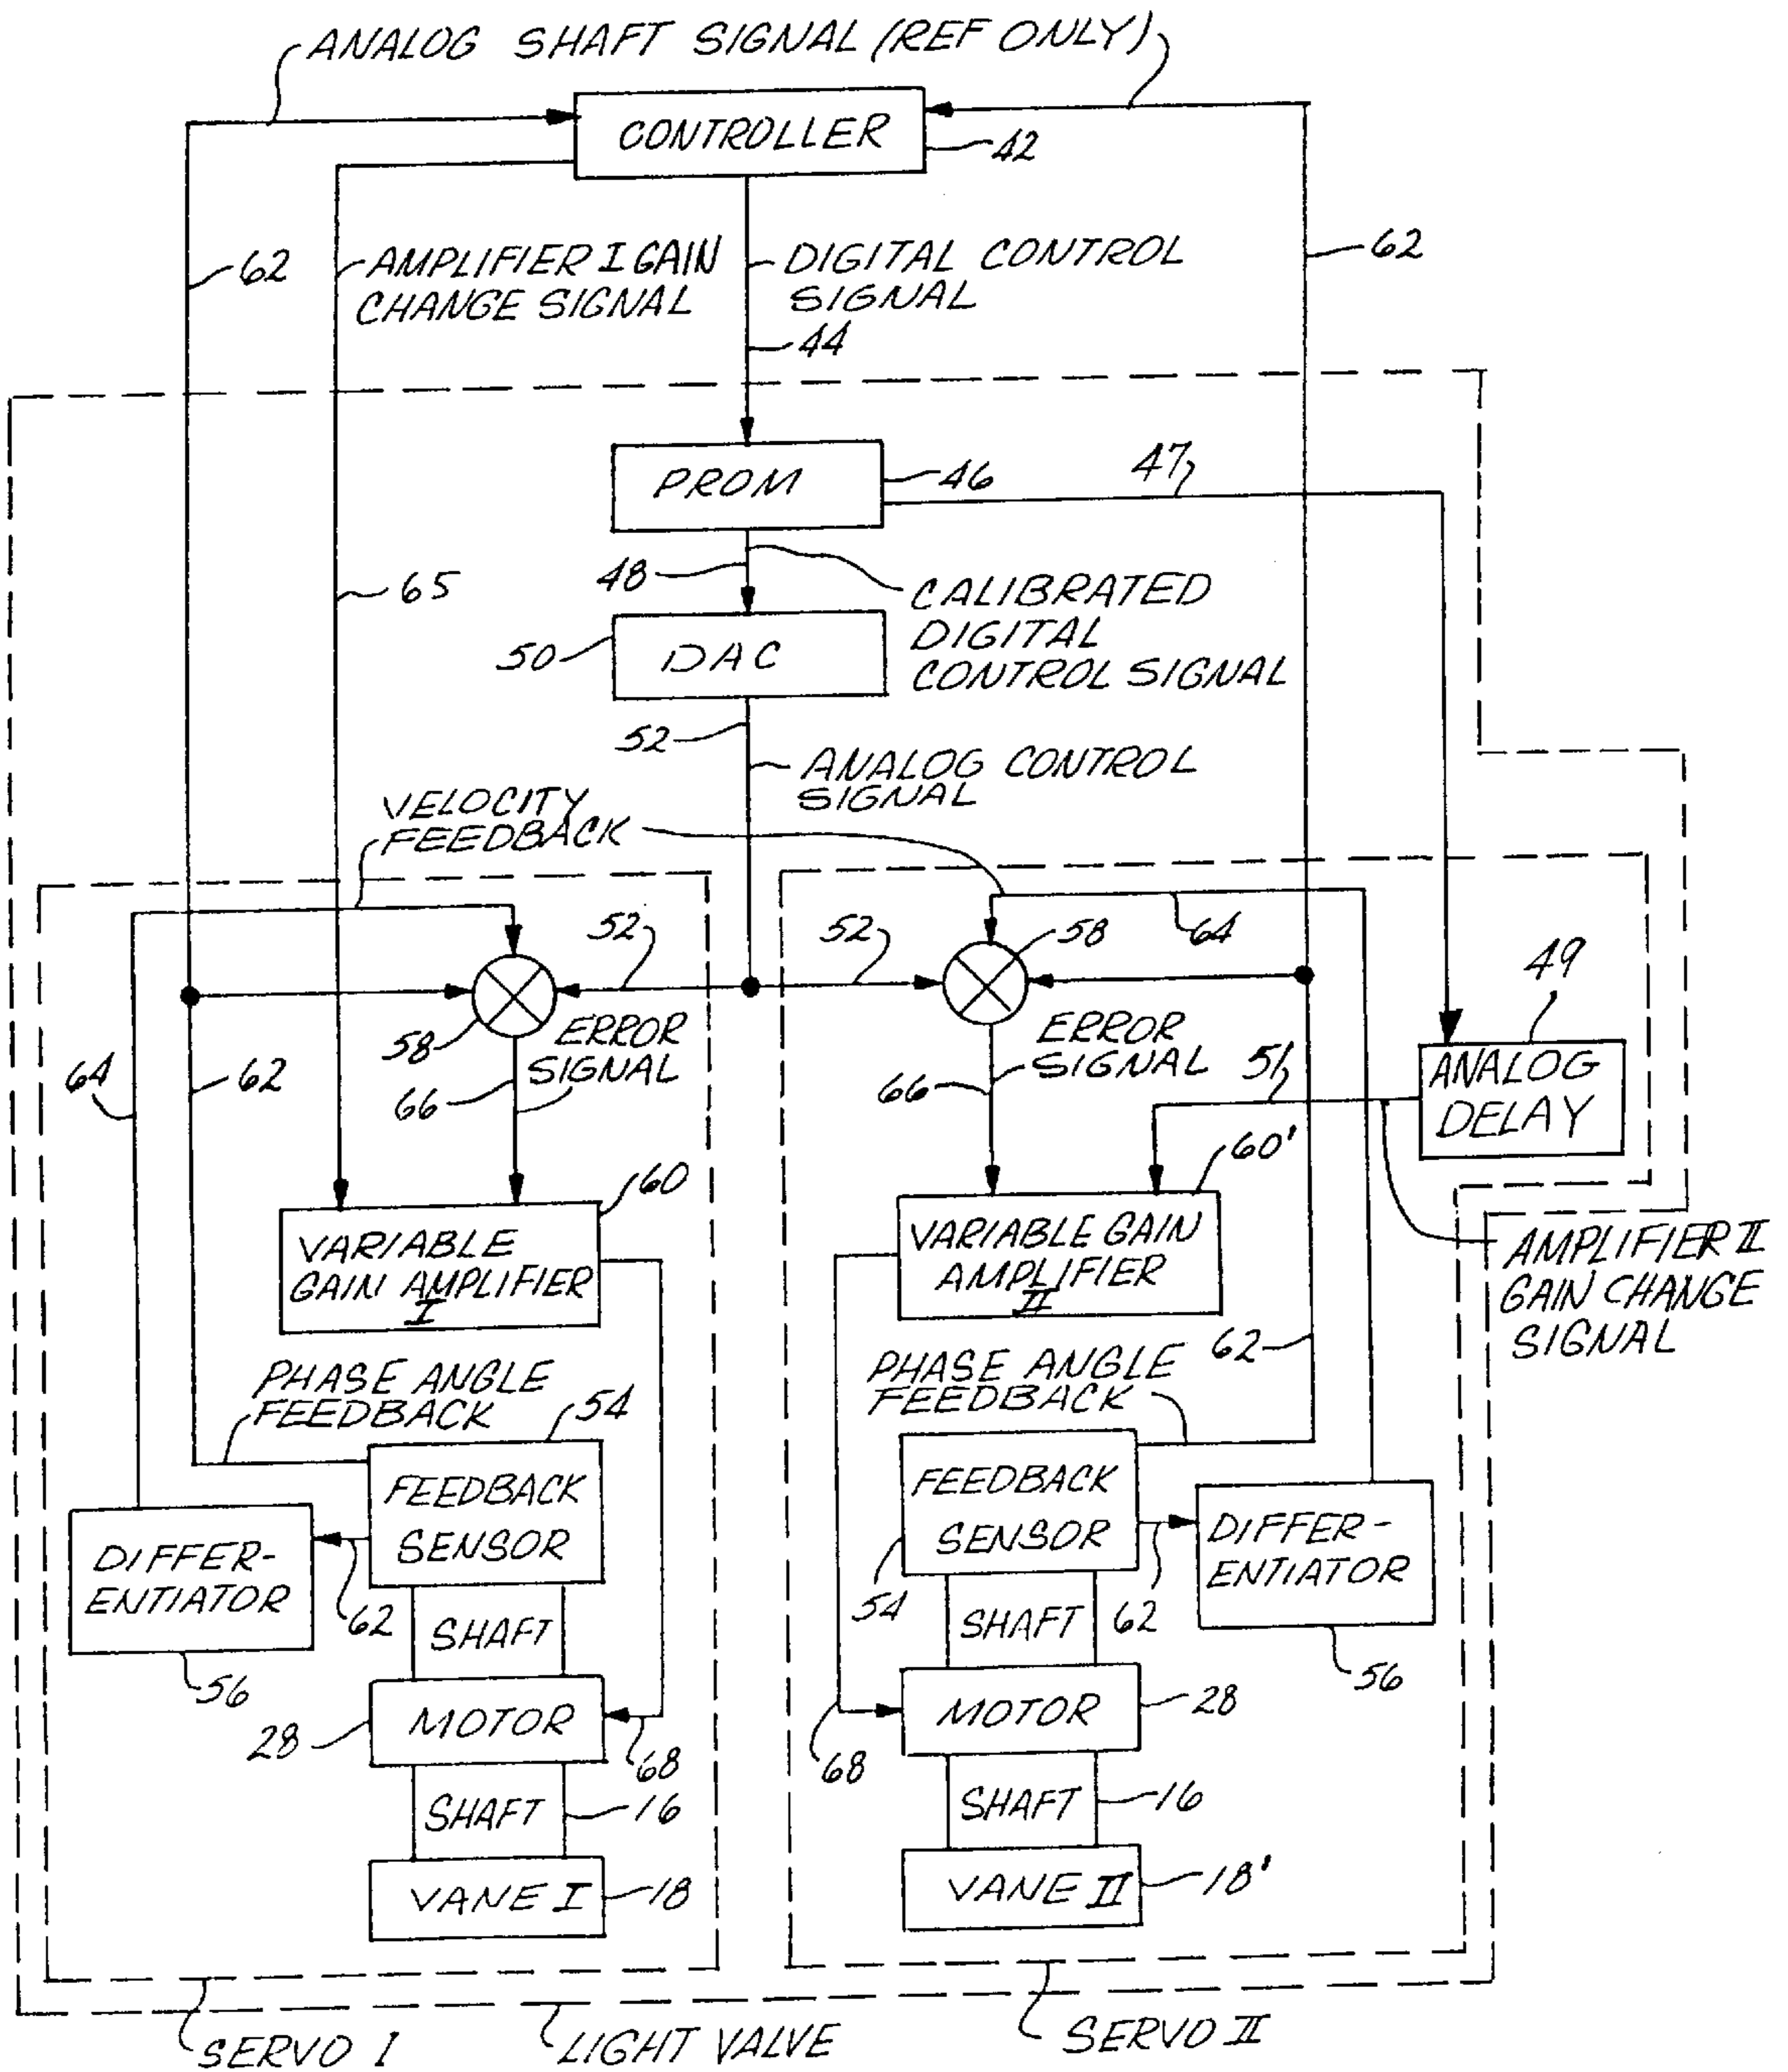 ANALOG SHAFT SIGNAL (REF ONLY)
CONTROLLER
42
62
AMPLIFIER I GAIN
CHANGE SIGNAL
DIGITAL CONTROL
SIGNAL
62
44
PROM
46
47
65
48
CALIBRATED
DIGITAL
CONTROL SIGNAL
50
DAC
52
ANALOG CONTROL
SIGNAL
VELOCITY
FEEDBACK
52
52
58
64
49
58
ERROR
SIGNAL
ERROR
SIGNAL
51
ANALOG
DELAY
64
62
66
66
60
60'
VARIABLE
GAIN AMPLIFIER
I
VARIABLE GAIN
AMPLIFIER
II
AMPLIFIER II
GAIN CHANGE
SIGNAL
PHASE ANGLE
FEEDBACK
54
PHASE ANGLE
FEEDBACK
62
FEEDBACK
SENSOR
FEEDBACK
SENSOR
DIFFER-
ENTIATOR
62
56
DIFFER-
ENTIATOR
54
62
56
SHAFT
SHAFT
28
MOTOR
68
68
MOTOR
28
SHAFT
16
SHAFT
16
VANE I
18
VANE II
18'
SERVO I
LIGHT VALVE
SERVO II